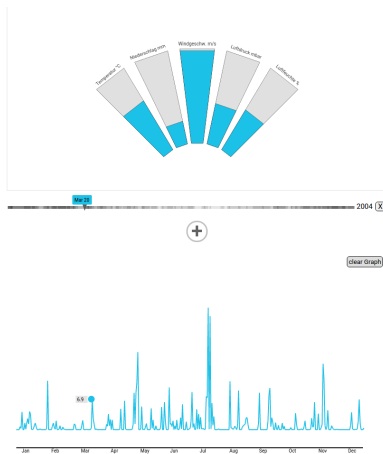 Temperatur °C
Niederschlag mm
Windgeschw. m/s
Luftdruck mbar
Luftfeuchte %
Mar 20
2004
X
clear Graph
6.9
Jan Feb Mar Apr May Jun Jul Aug Sep Oct Nov Dec